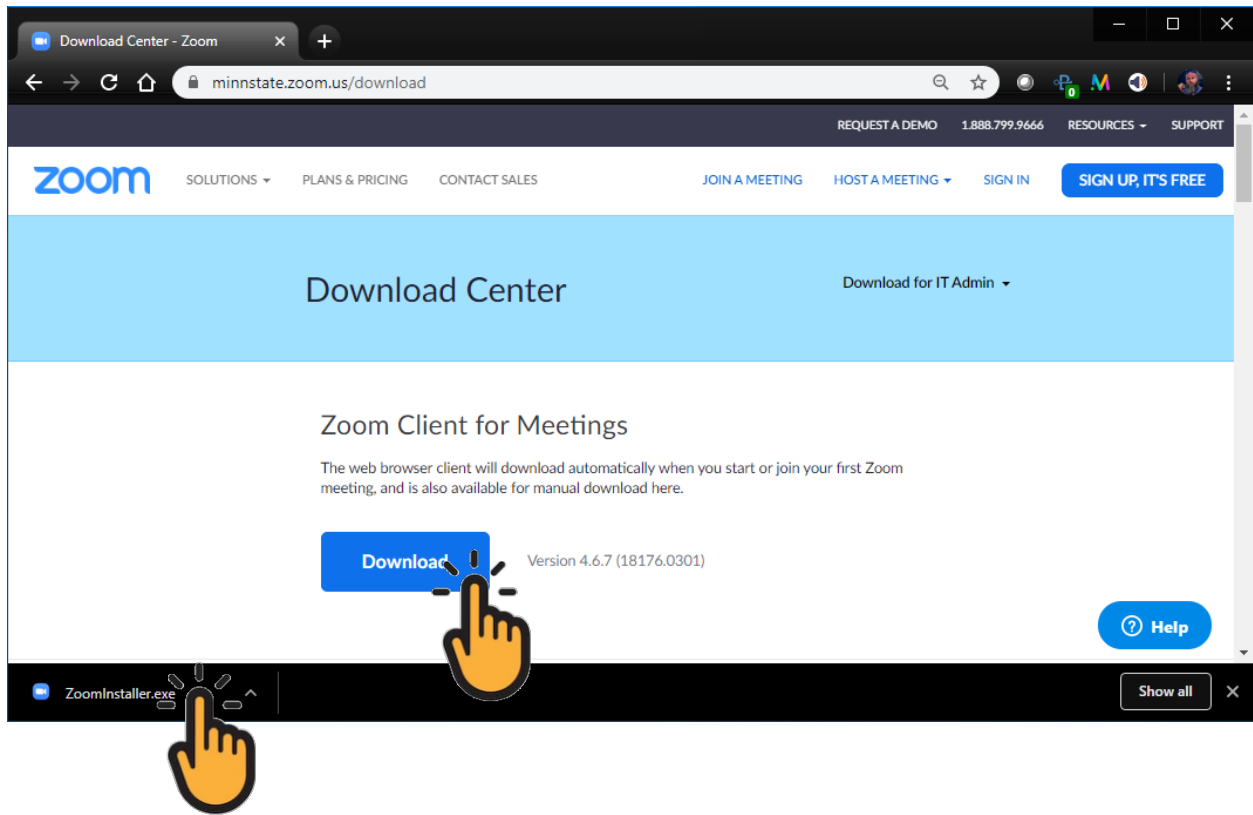 Download Center - Zoom
minnstate.zoom.us/download
0
M
REQUEST A DEMO 1.888.799.9666 RESOURCES SUPPORT
zoom SOLUTIONS PLANS & PRICING CONTACT SALES JOIN A MEETING HOST A MEETING SIGN IN SIGN UP, IT'S FREE
Download Center Download for IT Admin
Zoom Client for Meetings
The web browser client will download automatically when you start or join your first Zoom
meeting, and is also available for manual download here.
Download Version 4.6.7 (18176.0301)
Help
ZoomInstaller.exe Show all